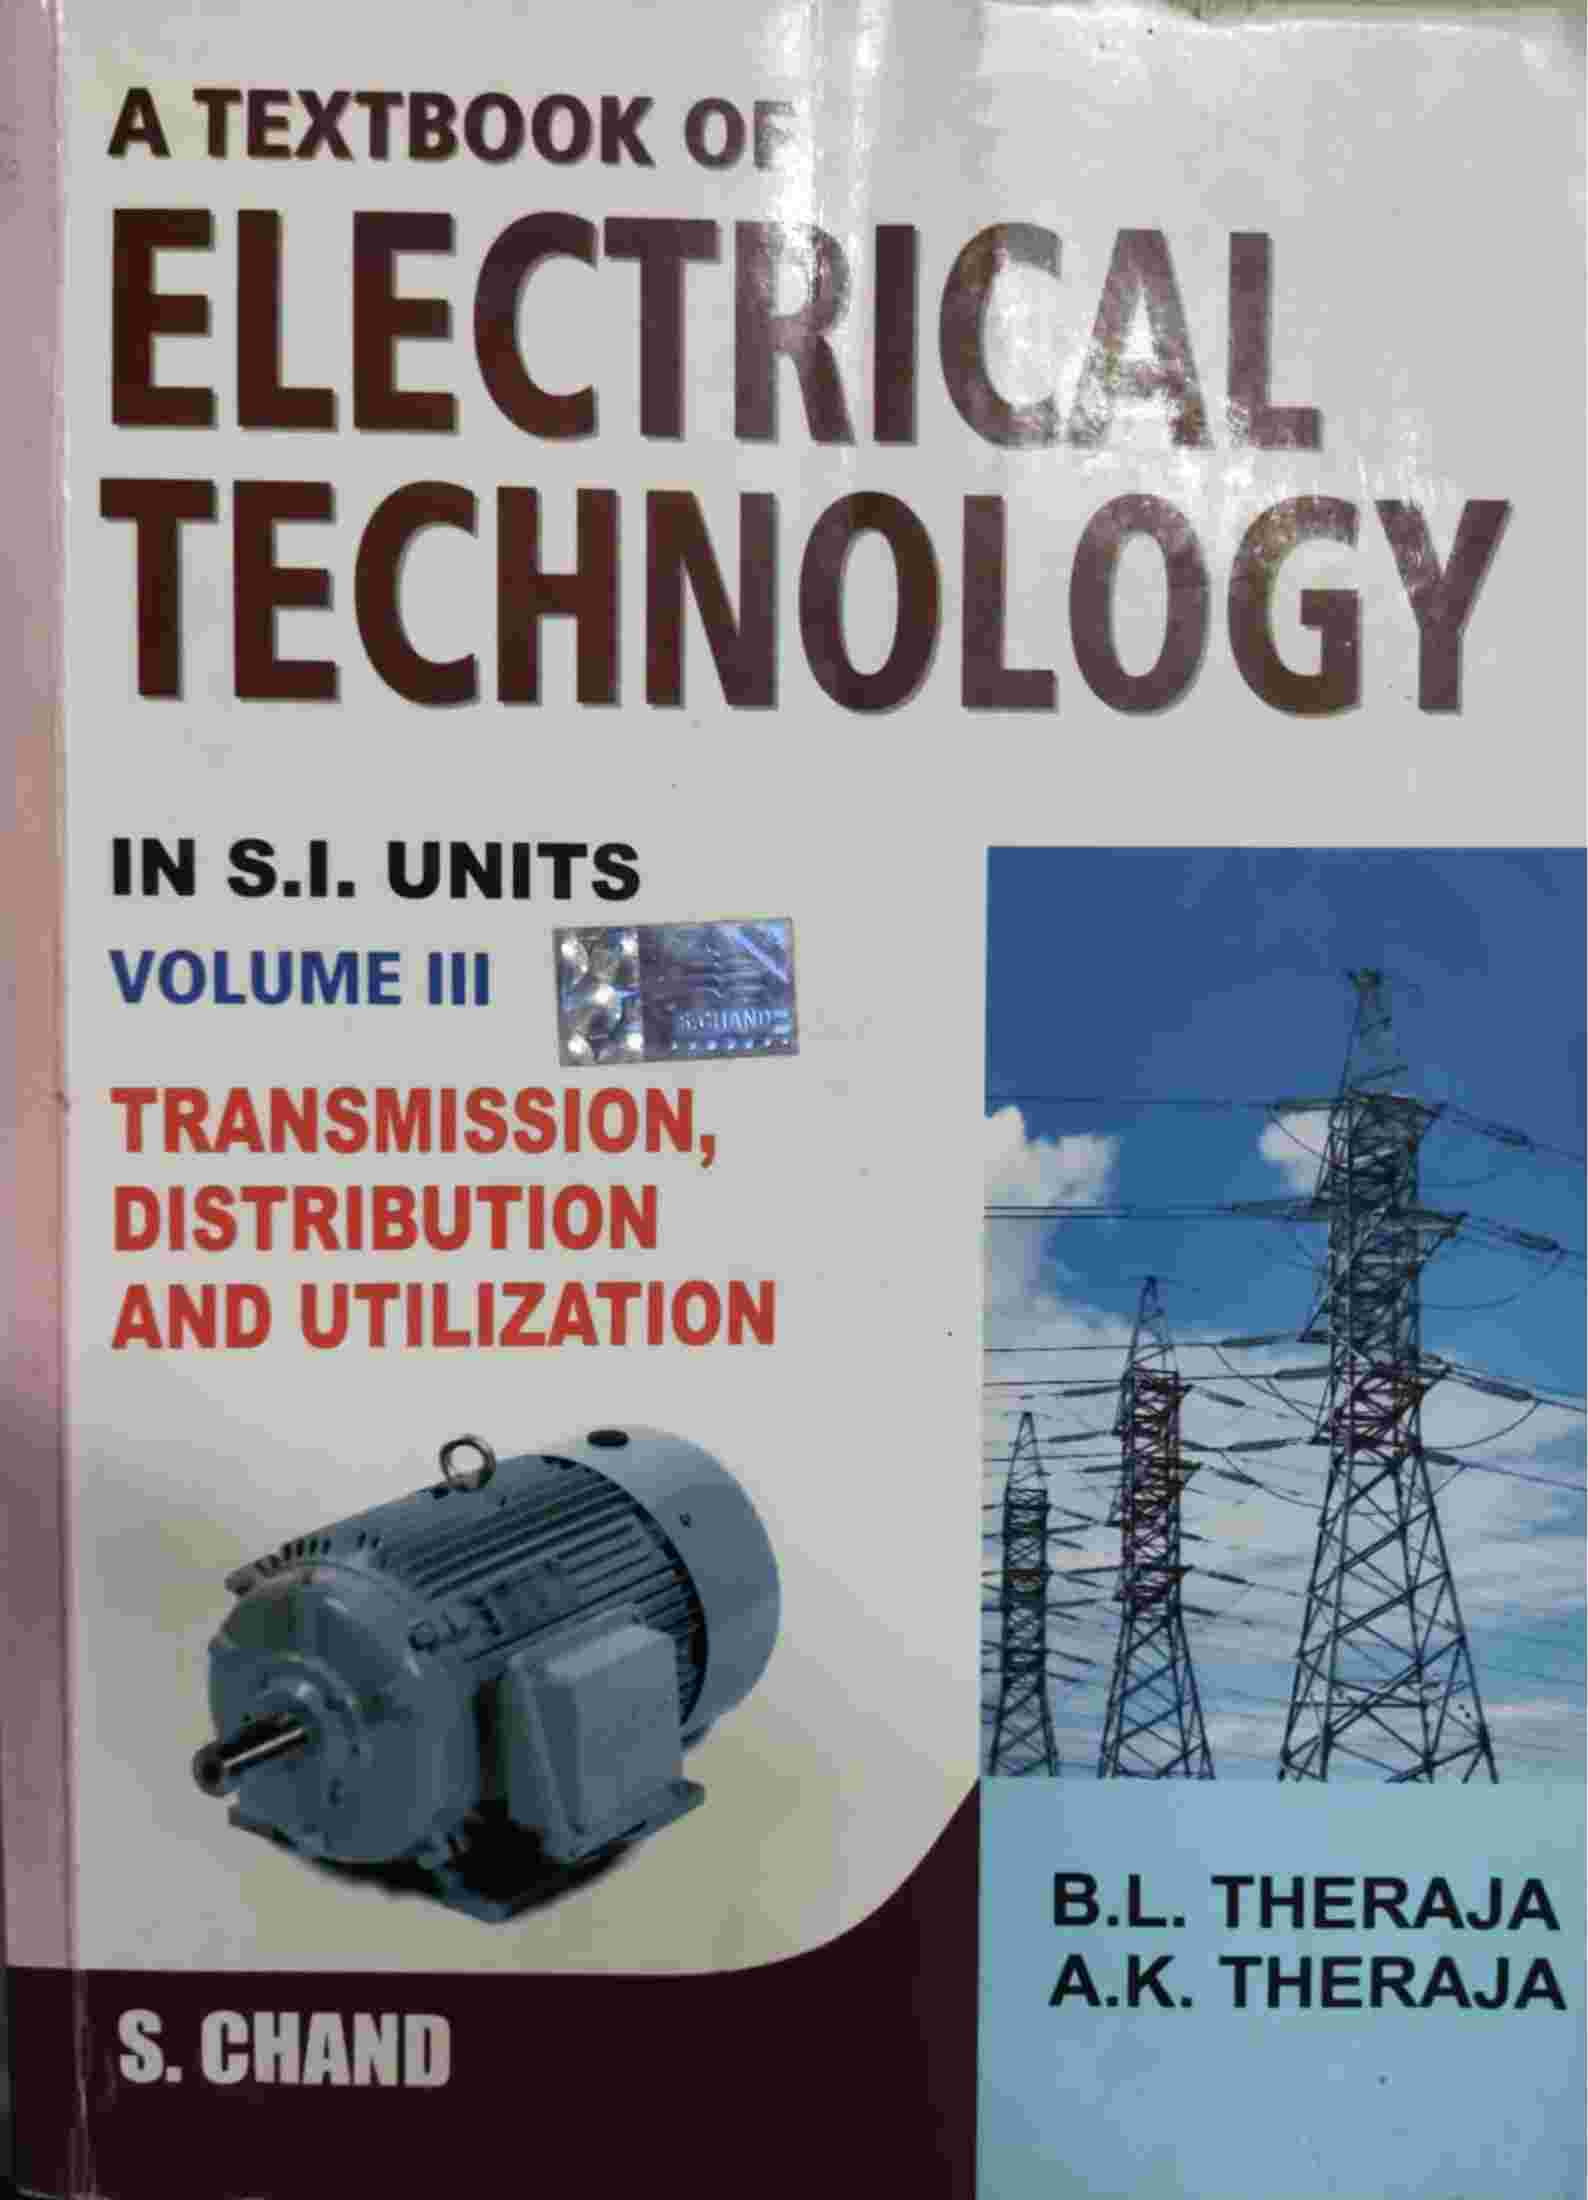 A TEXTBOOK OF
ELECTRICAL
TECHNOLOGY
IN S.I. UNITS
VOLUME III
S.CHAND
TRANSMISSION,
DISTRIBUTION
AND UTILIZATION
B.L. THERAJA
A.K. THERAJA
S. CHAND